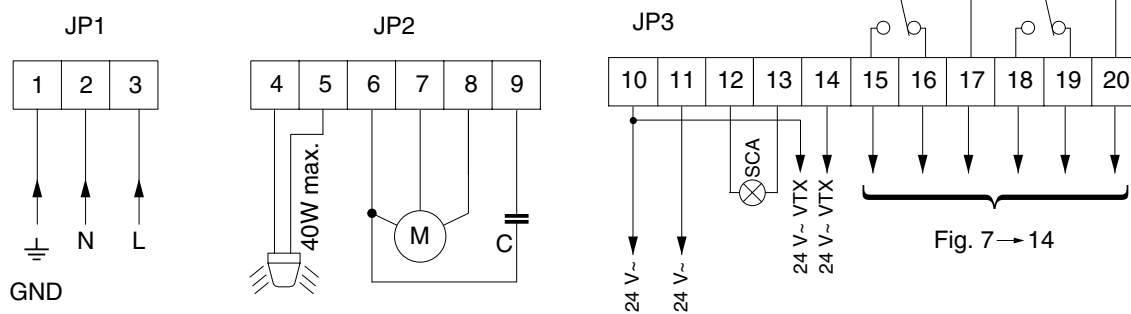 JP1
1 2 3
N L
GND
JP2
4 5 6 7 8 9
40W max.
M
C
JP3
10 11 12 13 14 15 16 17 18 19 20
SCA
24 V~
24 V~
24 V~ VTX
24 V~ VTX
Fig. 7→14